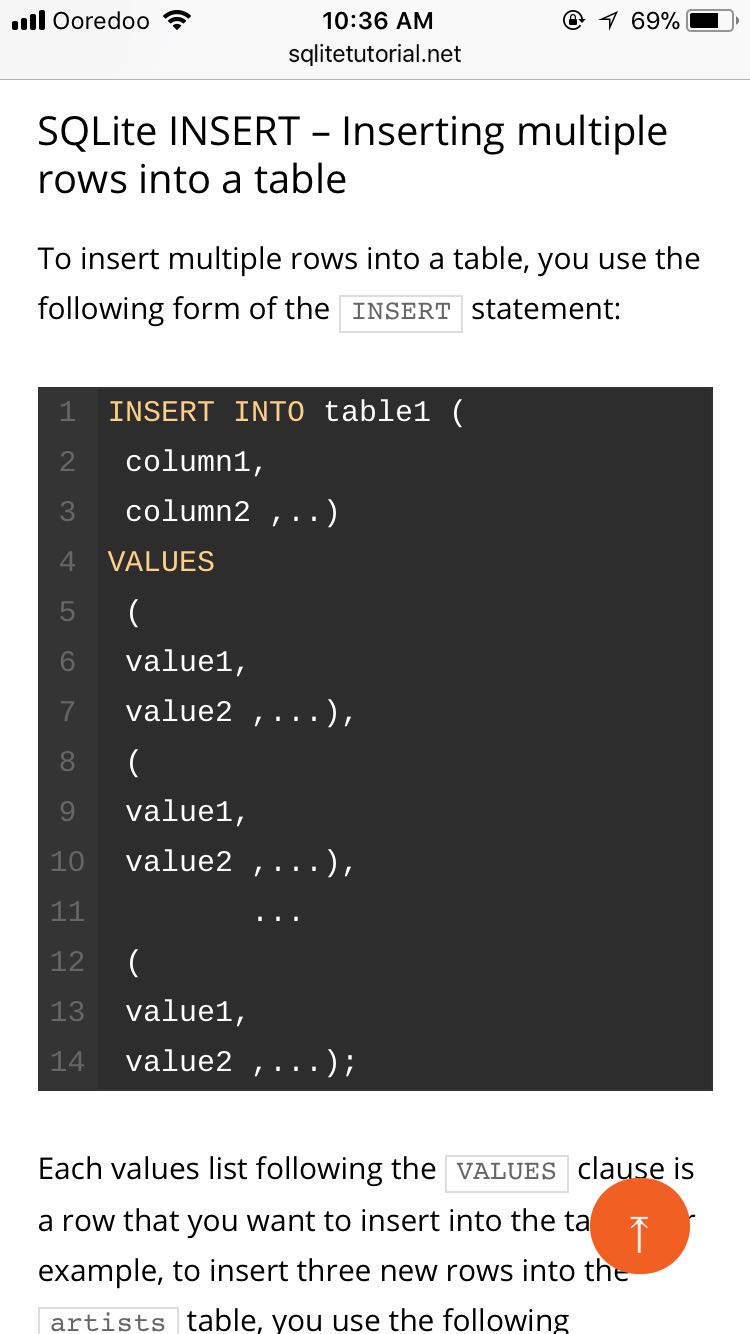 Ooredoo 10:36 AM 69%
sqlitetutorial.net
SQLite INSERT – Inserting multiple
rows into a table
To insert multiple rows into a table, you use the
following form of the INSERT statement:
1 INSERT INTO table1 (
2 column1,
3 column2 ,..)
4 VALUES
5 (
6 value1,
7 value2 ,...),
8 (
9 value1,
10 value2 ,...),
11 ...
12 (
13 value1,
14 value2 ,...);
Each values list following the VALUES clause is
a row that you want to insert into the
example, to insert three new rows into the
artists table, you use the following